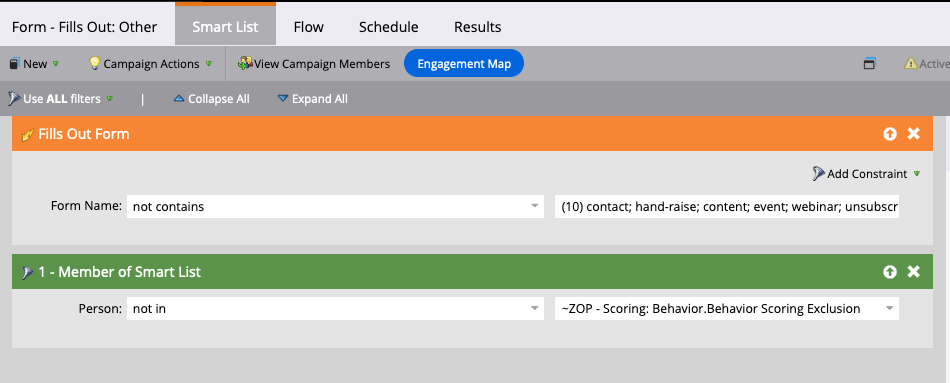 Form - Fills Out: Other Smart List Flow Schedule Results
New Campaign Actions View Campaign Members Engagement Map Active
Use ALL filters | Collapse All Expand All
Fills Out Form
Add Constraint
Form Name: not contains (10) contact; hand-raise; content; event; webinar; unsubscr
1 - Member of Smart List
Person: not in ~ZOP - Scoring: Behavior.Behavior Scoring Exclusion